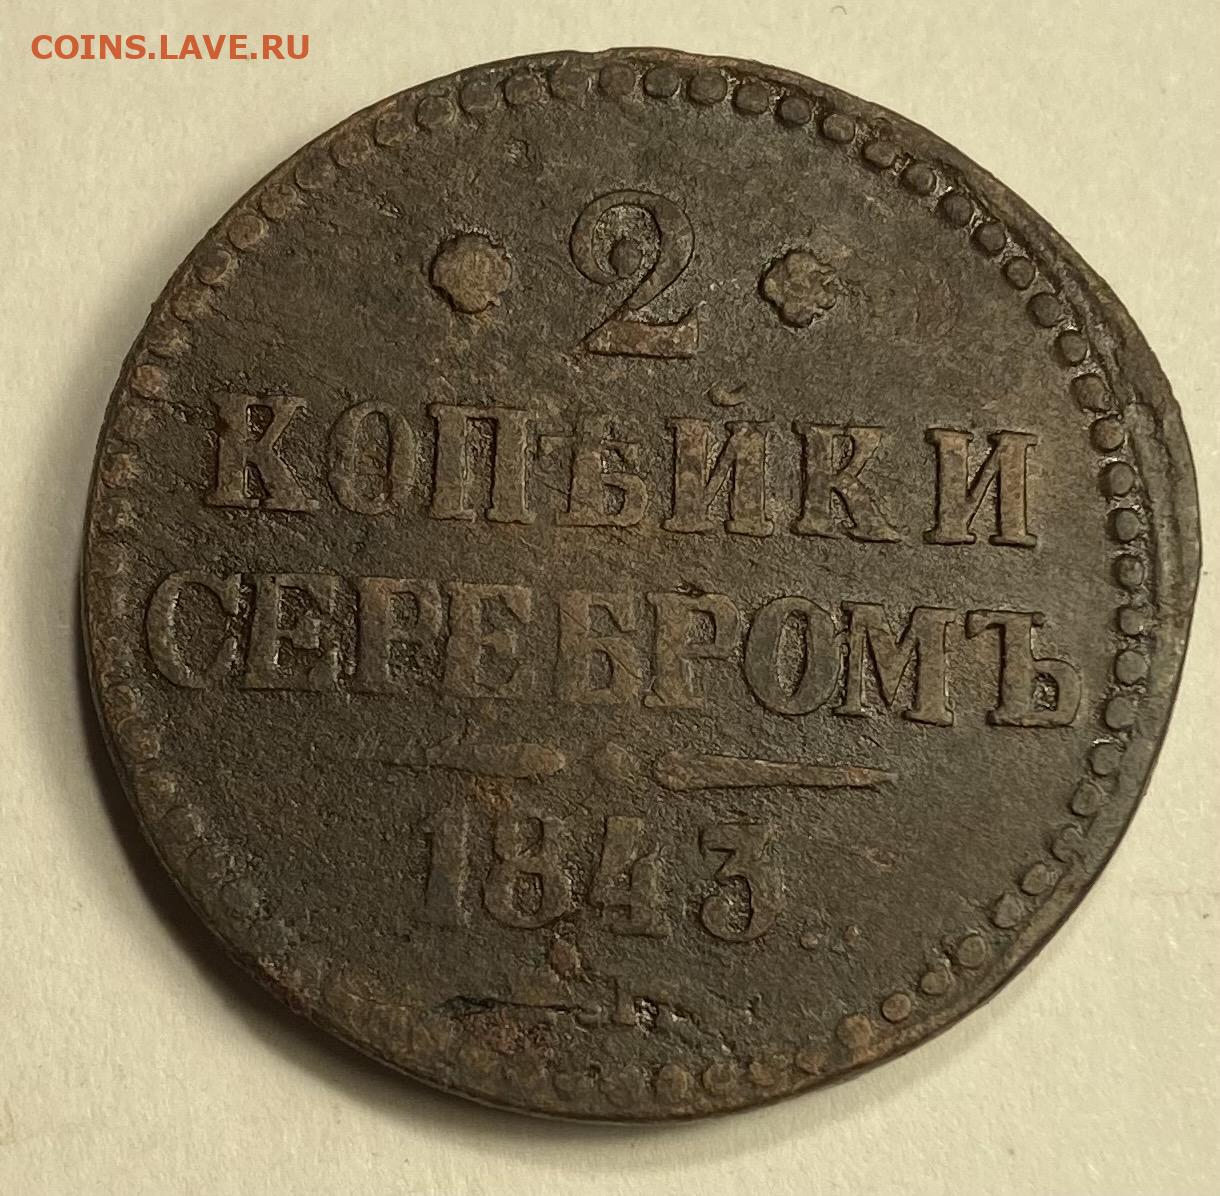 COINS.LAVE.RU
2
КОПѢЙКИ
СЕРЕБРОМЪ
1843